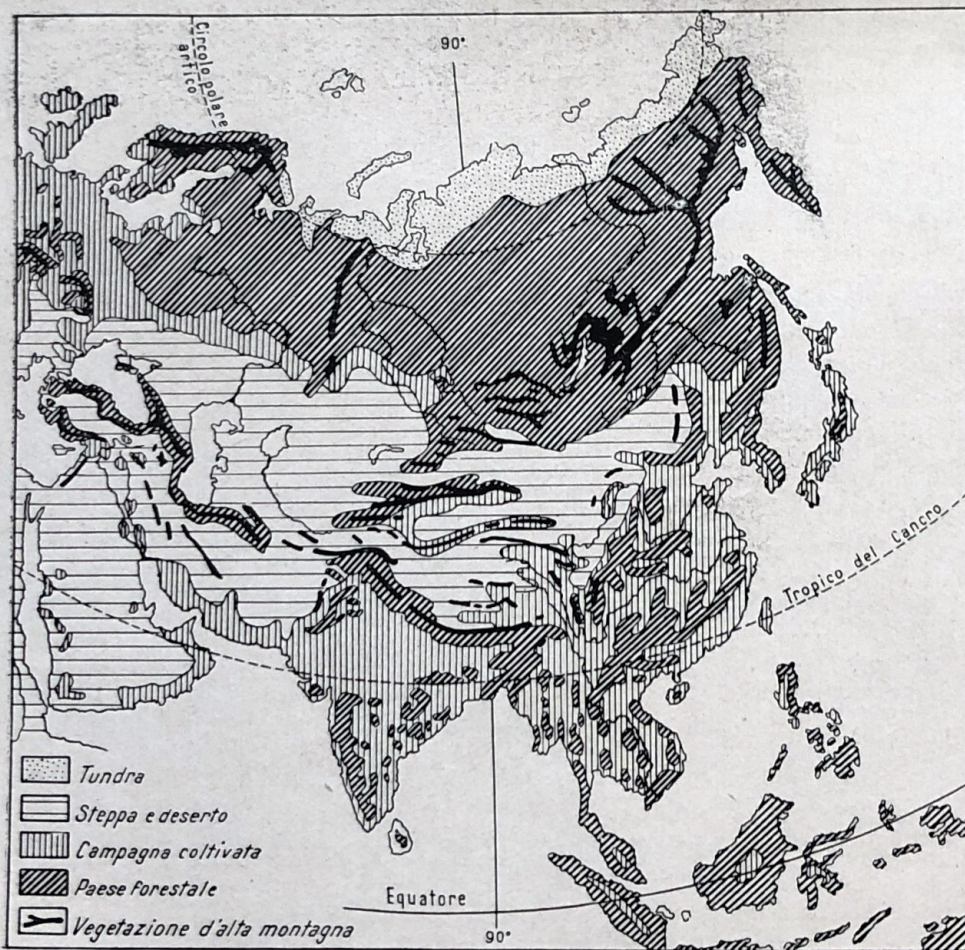 Circolo polare
artico
90°
Tropico del Cancro
Tundra
Steppa e deserto
Campagna coltivata
Paese forestale
Vegetazione d'alta montagna
Equatore
90°